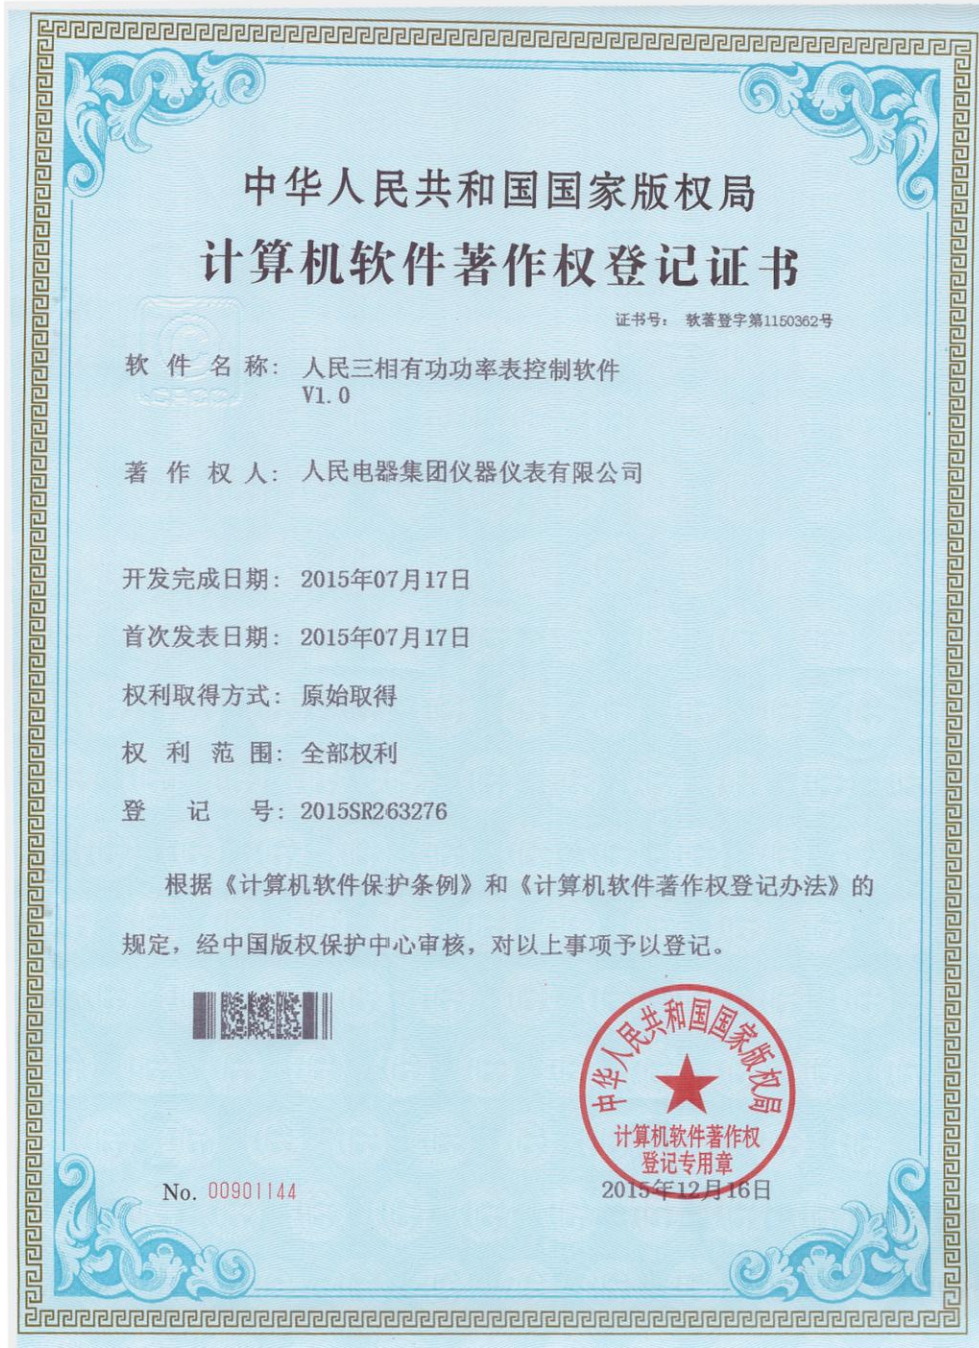 中华人民共和国国家版权局
计算机软件著作权登记证书
证书号： 软著登字第1150362号
软件名称： 人民三相有功功率表控制软件
V1.0
著作权人： 人民电器集团仪器仪表有限公司
开发完成日期： 2015年07月17日
首次发表日期： 2015年07月17日
权利取得方式： 原始取得
权利范围： 全部权利
登记号： 2015SR263276
根据《计算机软件保护条例》和《计算机软件著作权登记办法》的
规定，经中国版权保护中心审核，对以上事项予以登记。
中华人民共和国国家版权局
计算机软件著作权
登记专用章
No. 00901144
2015年12月16日